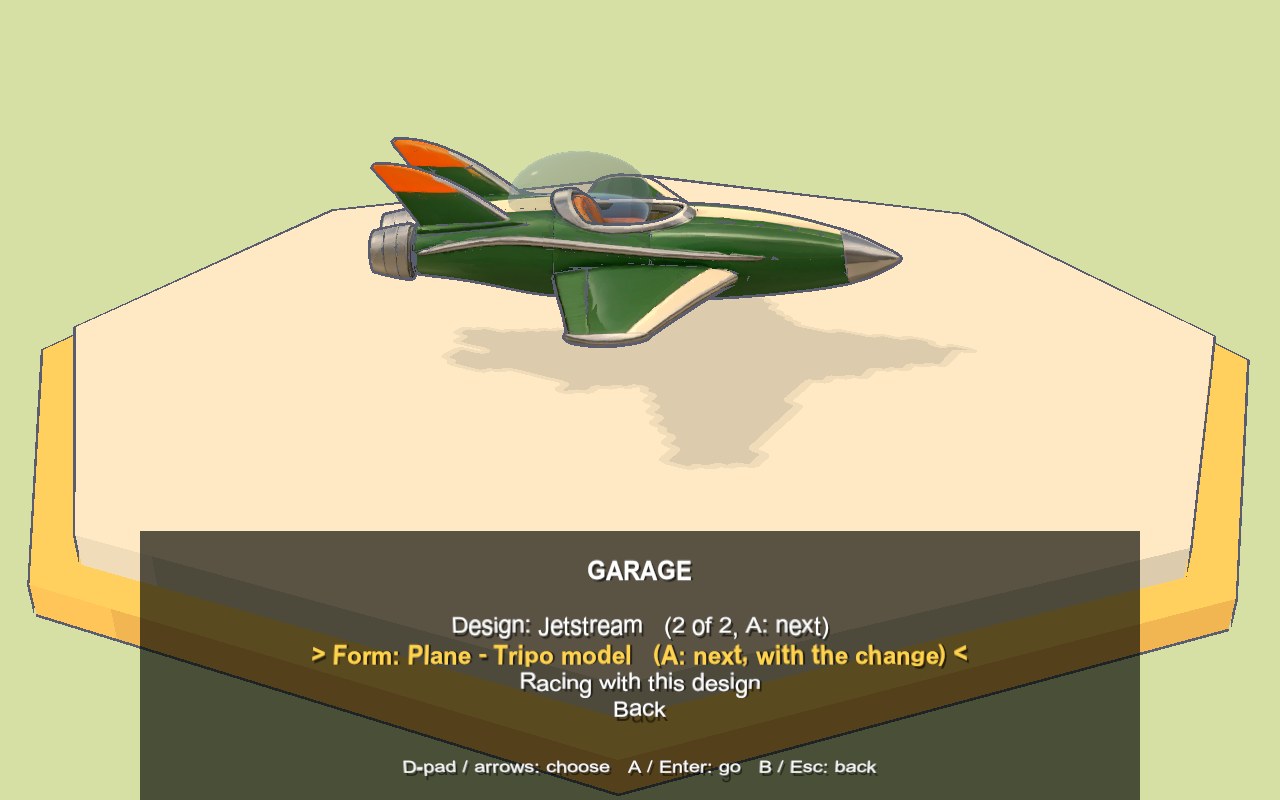 GARAGE
Design: Jetstream (2 of 2, A: next)
> Form: Plane - Tripo model (A: next, with the change) <
Racing with this design
Back
D-pad / arrows: choose A / Enter: go B / Esc: back